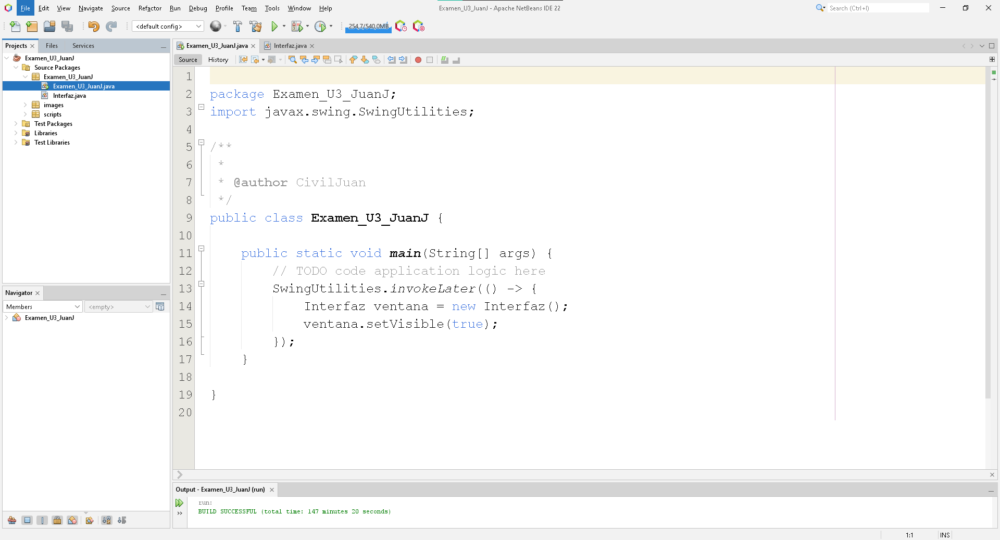 File Edit View Navigate Source Refactor Run Debug Profile Team Tools Window Help
Examen_U3_JuanJ - Apache NetBeans IDE 22
Search (Ctrl+I)
<default config>
254,7/540,0MB
Projects Files Services
Examen_U3_JuanJ.java Interfaz.java
Examen_U3_JuanJ
Source Packages
Examen_U3_JuanJ
Examen_U3_JuanJ.java
Interfaz.java
images
scripts
Test Packages
Libraries
Test Libraries
Navigator
Members
<empty>
Examen_U3_JuanJ
Source History
1
2 package Examen_U3_JuanJ;
3 import javax.swing.SwingUtilities;
4
5 /**
6 *
7 * @author CivilJuan
8 */
9 public class Examen_U3_JuanJ {
10
11 public static void main(String[] args) {
12 // TODO code application logic here
13 SwingUtilities.invokeLater(() -> {
14 Interfaz ventana = new Interfaz();
15 ventana.setVisible(true);
16 });
17 }
18
19 }
20
Output - Examen_U3_JuanJ (run)
run:
BUILD SUCCESSFUL (total time: 147 minutes 20 seconds)
1:1 INS